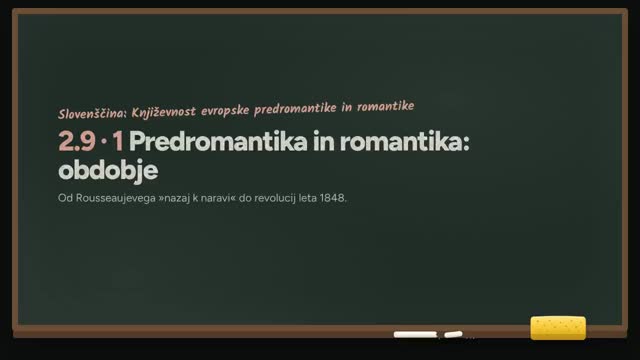 Slovenščina: Književnost evropske predromantike in romantike
2.9 · 1 Predromantika in romantika:
obdobje
Od Rousseaujevega »nazaj k naravi« do revolucij leta 1848.